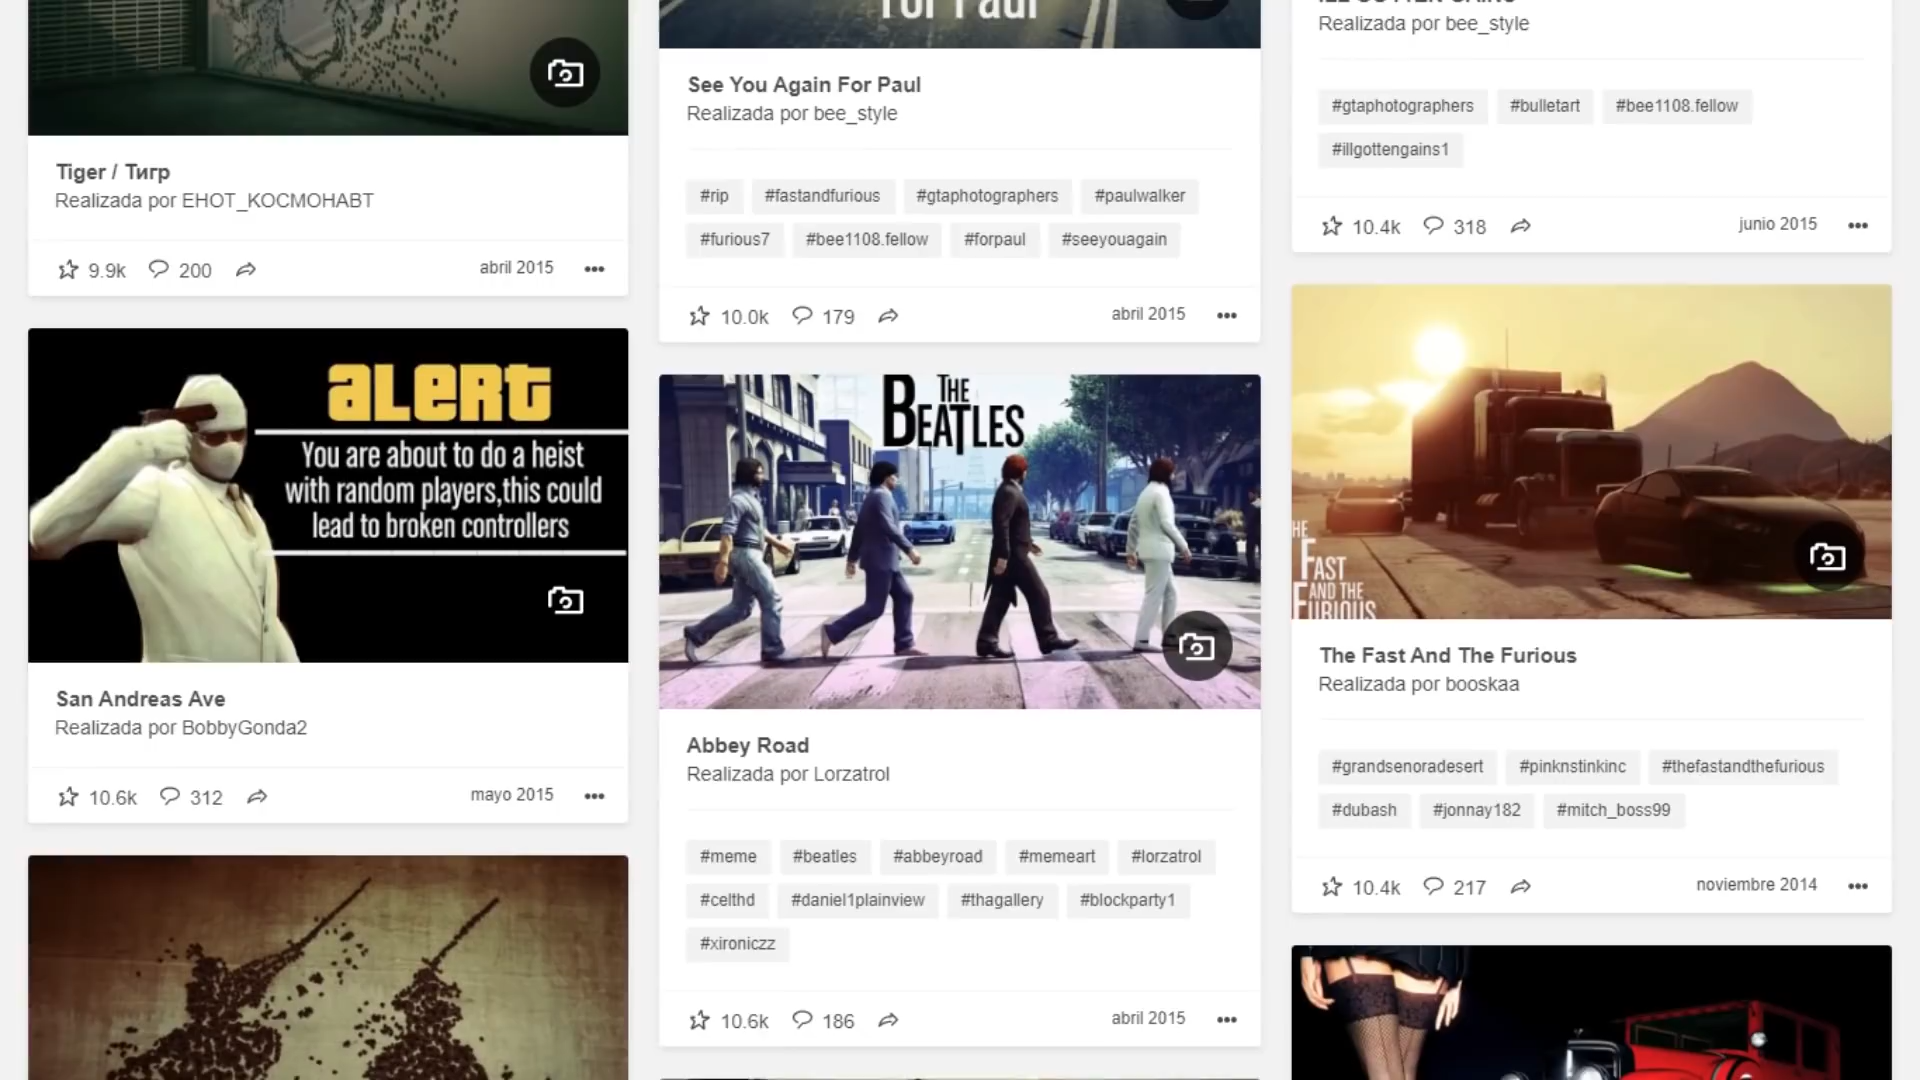 Tiger / Тигр
Realizada por EHOT_KOCMOHABT
9.9k 200
abril 2015
ALERT
You are about to do a heist
with random players,this could
lead to broken controllers
San Andreas Ave
Realizada por BobbyGonda2
10.6k 312
mayo 2015
For Paul
See You Again For Paul
Realizada por bee_style
#rip #fastandfurious #gtaphotographers #paulwalker
#furious7 #bee1108.fellow #forpaul #seeyouagain
10.0k 179
abril 2015
THE
BEATLES
Abbey Road
Realizada por Lorzatrol
#meme #beatles #abbeyroad #memeart #lorzatrol
#celthd #daniel1plainview #thagallery #blockparty1
#xironiczz
10.6k 186
abril 2015
Realizada por bee_style
#gtaphotographers #bulletart #bee1108.fellow
#illgottengains1
10.4k 318
junio 2015
THE
FAST
AND THE
FURIOUS
The Fast And The Furious
Realizada por booskaa
#grandsenoradesert #pinknstinkinc #thefastandthefurious
#dubash #jonnay182 #mitch_boss99
10.4k 217
noviembre 2014